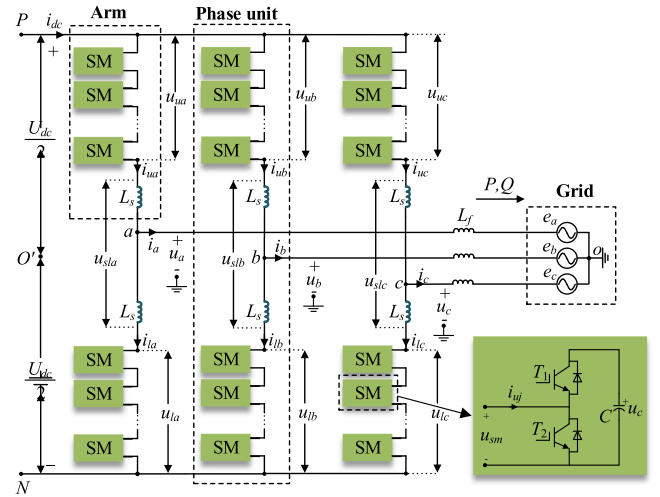 Arm
Phase unit
P
i_dc
+
SM SM SM
SM SM SM
SM SM SM
u_ua u_ub u_uc
U_dc
2
i_ua i_ub i_uc
L_s L_s L_s
P,Q
Grid
a
i_a
+
u_a
-
L_f
e_a
e_b
e_c
o
O'
u_sla u_slb u_slc
b
i_b
+
u_b
-
c
i_c
+
u_c
-
L_s L_s L_s
i_la i_lb i_lc
SM SM SM
SM SM SM
SM SM SM
U_dc
2
u_la u_lb u_lc
-
N
T_1
i_uj
+
u_sm
-
T_2
C
+
u_c